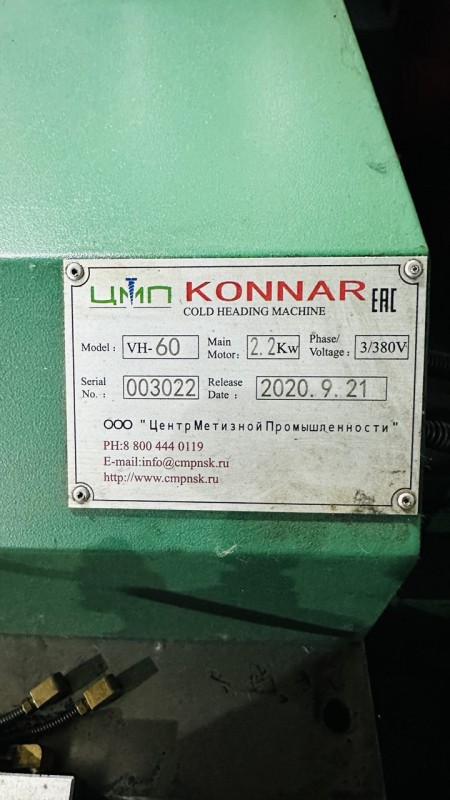 ЦМП KONNAR EAC
COLD HEADING MACHINE
Model : VH-60 Main Motor: 2.2Kw Phase/ Voltage : 3/380V
Serial No. : 003022 Release Date : 2020. 9. 21
ООО "ЦентрМетизнойПромышленности"
PH:8 800 444 0119
E-mail:info@cmpnsk.ru
http://www.cmpnsk.ru